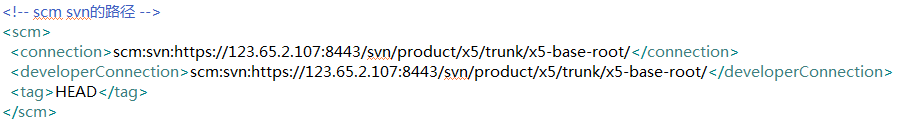 <!-- scm svn的路径 -->
<scm>
<connection>scm:svn:https://123.65.2.107:8443/svn/product/x5/trunk/x5-base-root/</connection>
<developerConnection>scm:svn:https://123.65.2.107:8443/svn/product/x5/trunk/x5-base-root/</developerConnection>
<tag>HEAD</tag>
</scm>